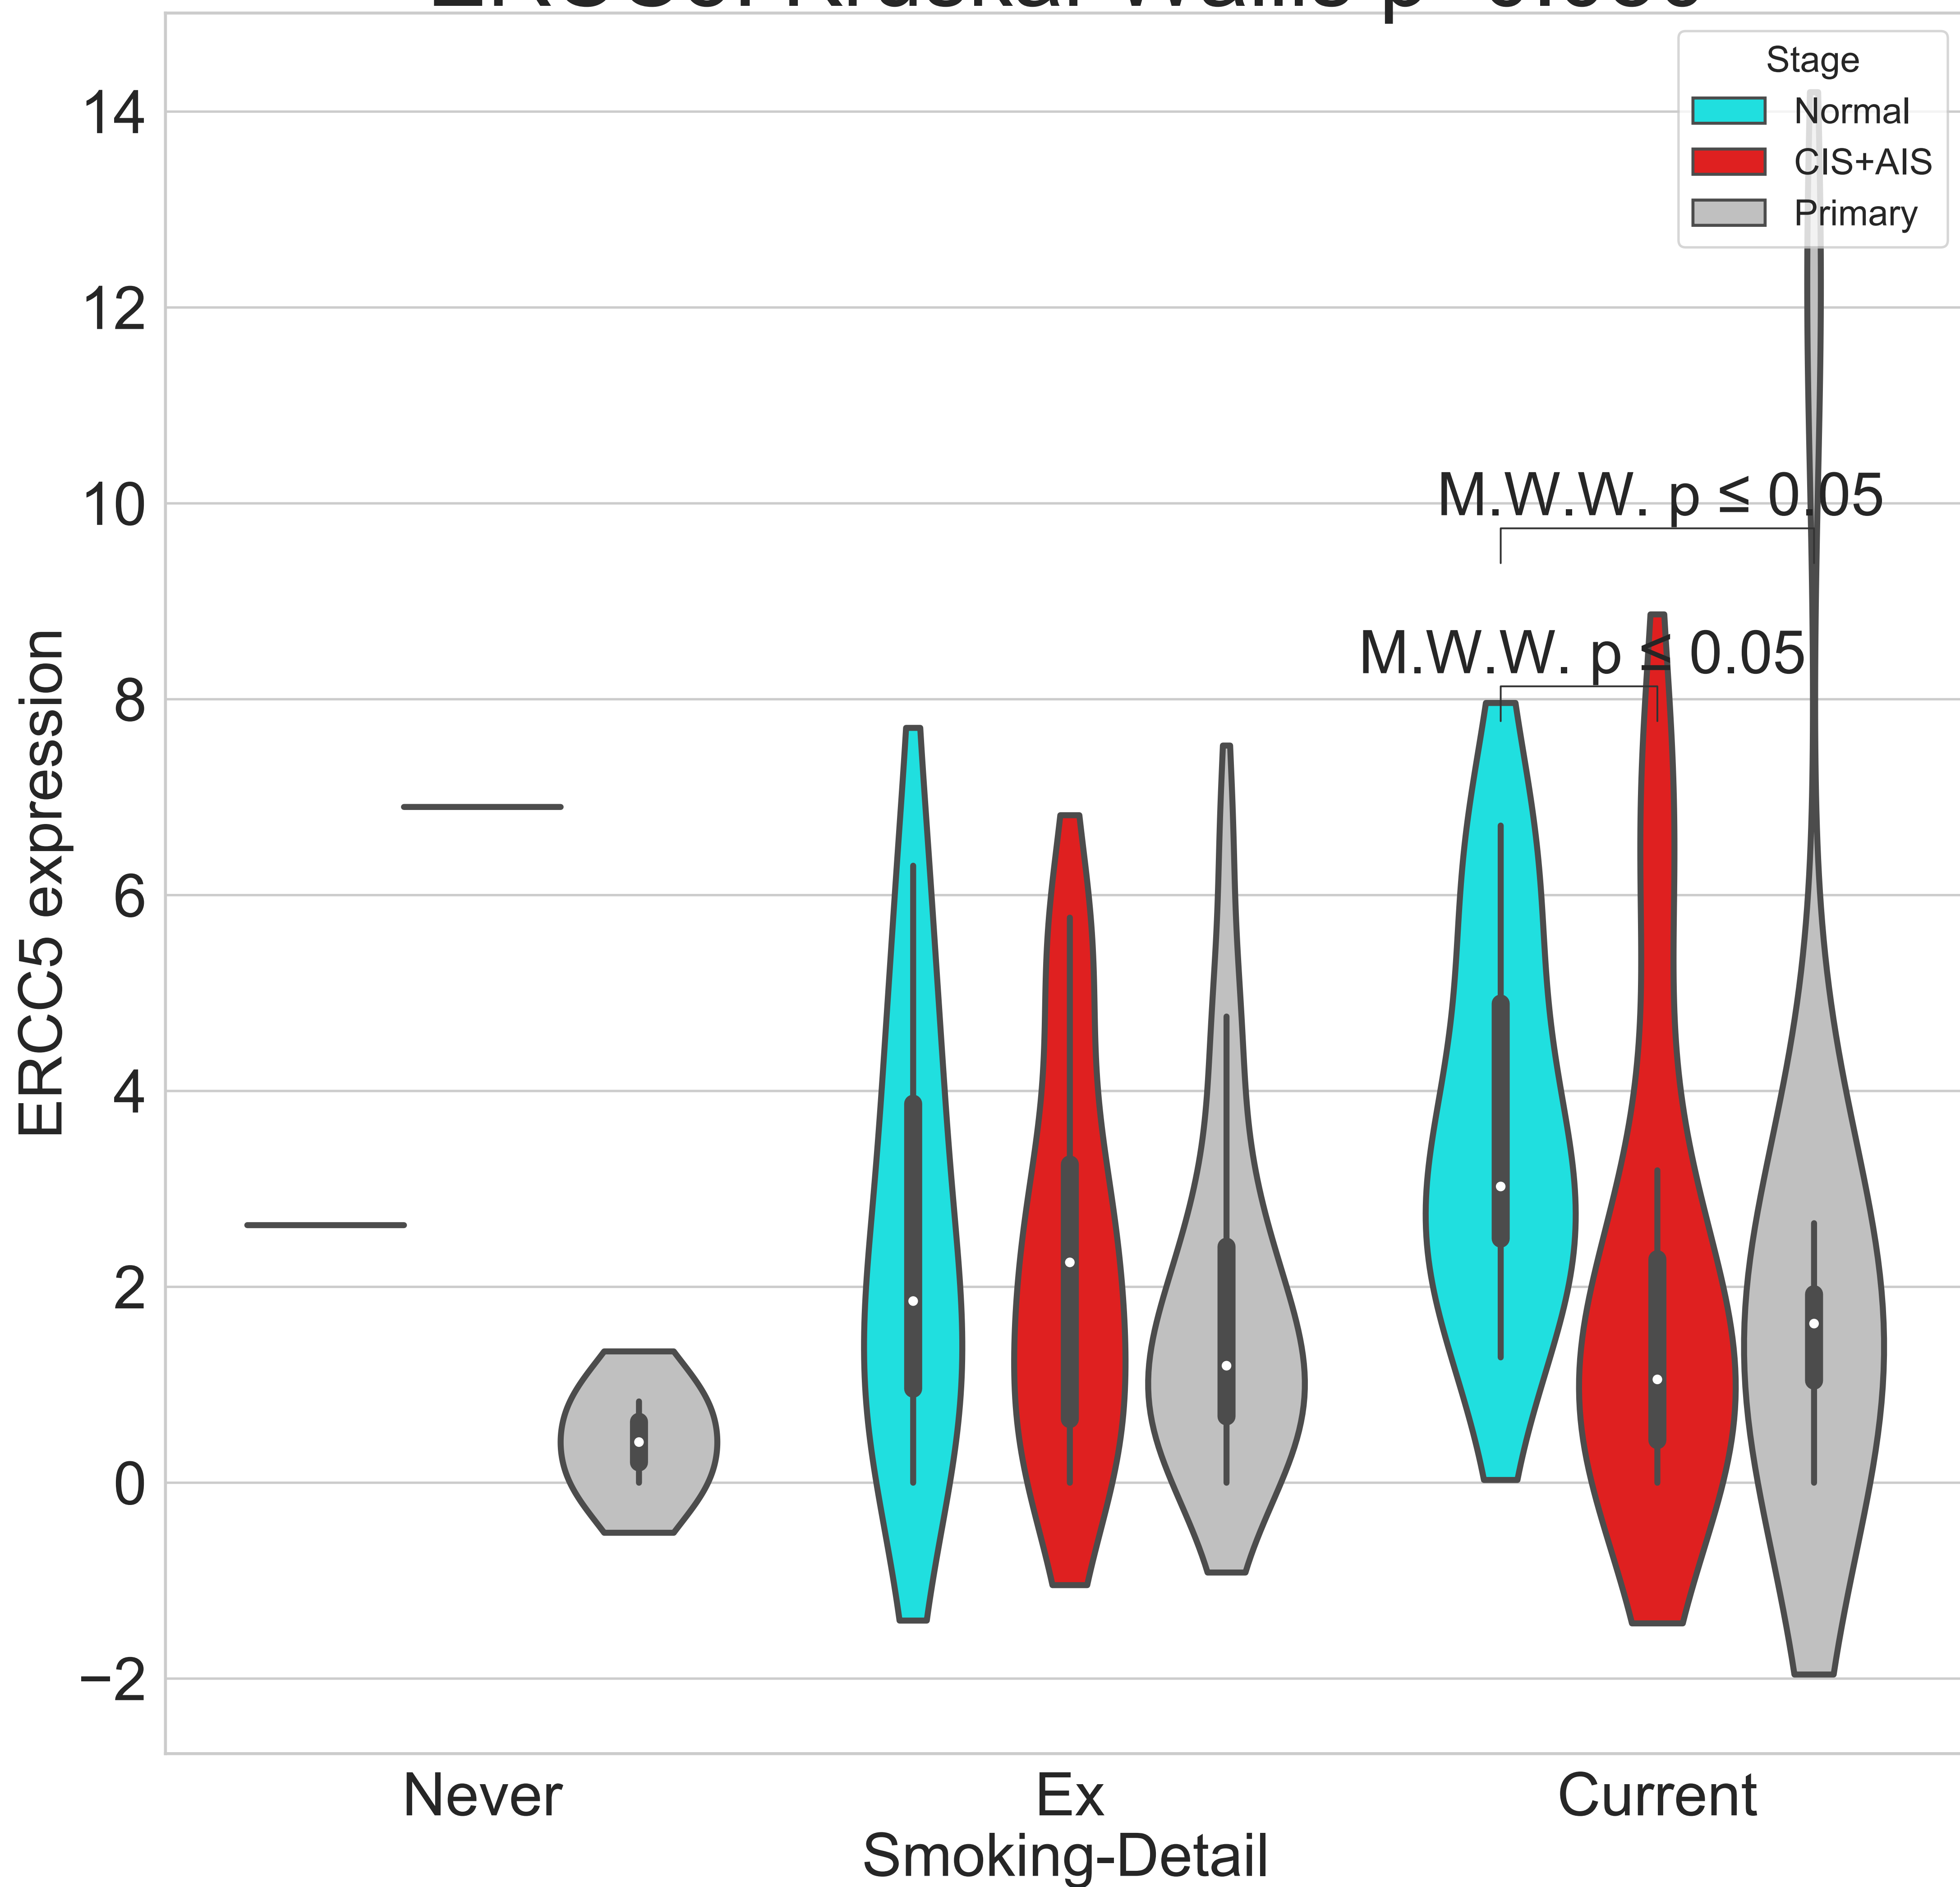 Stage
Normal
CIS+AIS
Primary
14
12
10
8
6
4
2
0
−2
ERCC5 expression
M.W.W. p ≤ 0.05
M.W.W. p ≤ 0.05
Never
Ex
Current
Smoking-Detail